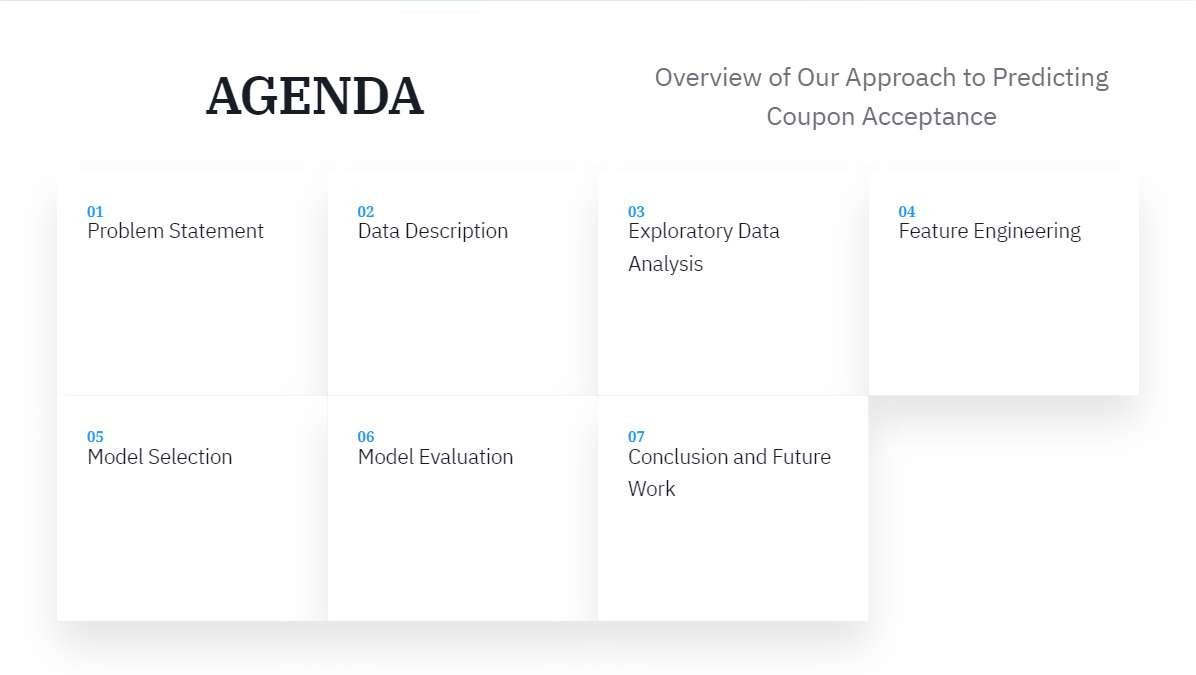 AGENDA
Overview of Our Approach to Predicting
Coupon Acceptance
01
Problem Statement
02
Data Description
03
Exploratory Data
Analysis
04
Feature Engineering
05
Model Selection
06
Model Evaluation
07
Conclusion and Future
Work